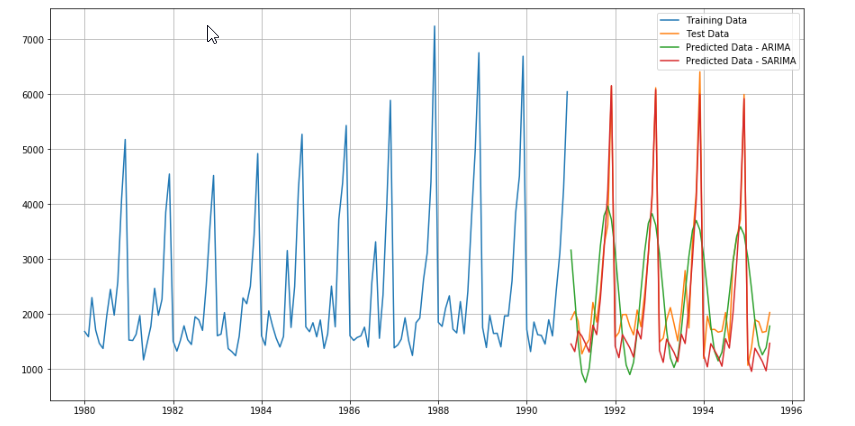 Training Data
Test Data
Predicted Data - ARIMA
Predicted Data - SARIMA
7000
6000
5000
4000
3000
2000
1000
1980 1982 1984 1986 1988 1990 1992 1994 1996